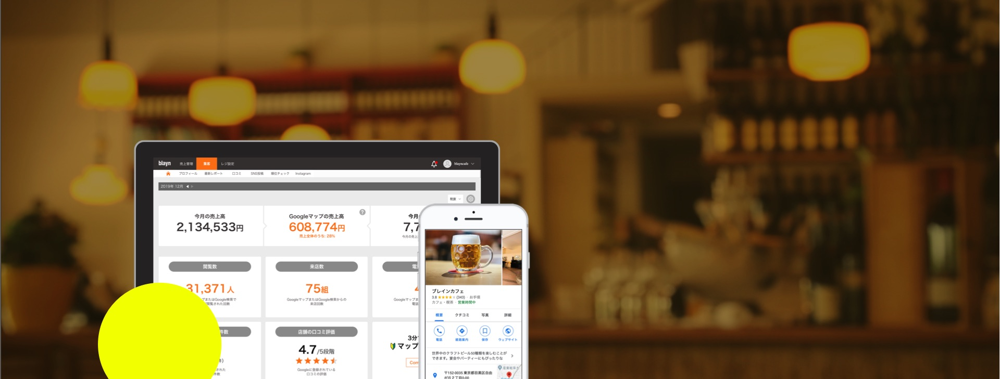 blayn 売上管理 集客 レジ設定 blayncafe
プロフィール 最新レポート 口コミ SNS投稿 順位チェック Instagram
2019年 12月
税抜
今月の売上高
2,134,533円
Googleマップの売上高
?
608,774円
売上全体のうち: 28%
今月
7,7
今月の売上
閲覧数
31,371人
プまたはGoogle検索で
閲覧された回数
来店数
75組
GoogleマップまたはGoogle検索からの
来店回数
電
Googleマップま
電話
件数
件)
された
件数
店舗の口コミ評価
4.7/5段階
Googleに登録されている
口コミの評価
3分
マップ
Com
ブレインカフェ
3.8 (343)・お手頃
カフェ・喫茶・営業時間中
概要 クチコミ 写真 詳細
電話 経路案内 保存 ウェブサイト
世界中のクラフトビール50種類を楽しむことが
できます。宴会やパーティーにもぴったりな
〒152-0035 東京都目黒区自由
が丘2丁目0-00